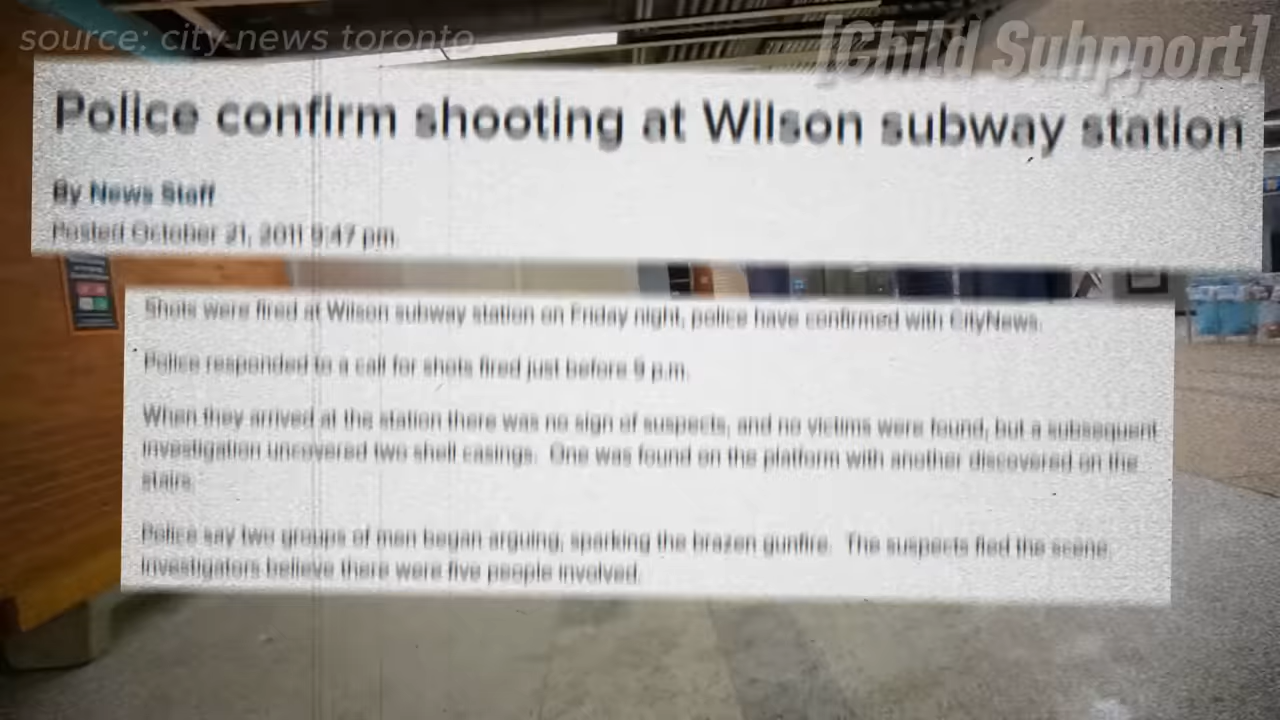 source: city news toronto
[Child Suhpport]
Police confirm shooting at Wilson subway station
By News Staff
Posted October 21, 2011 9:47 pm
Shots were fired at Wilson subway station on Friday night, police have confirmed with CityNews.
Police responded to a call for shots fired just before 9 p.m.
When they arrived at the station there was no sign of suspects, and no victims were found, but a subsequent
investigation uncovered two shell casings. One was found on the platform with another discovered on the
stairs.
Police say two groups of men began arguing, sparking the brazen gunfire. The suspects fled the scene.
Investigators believe there were five people involved.